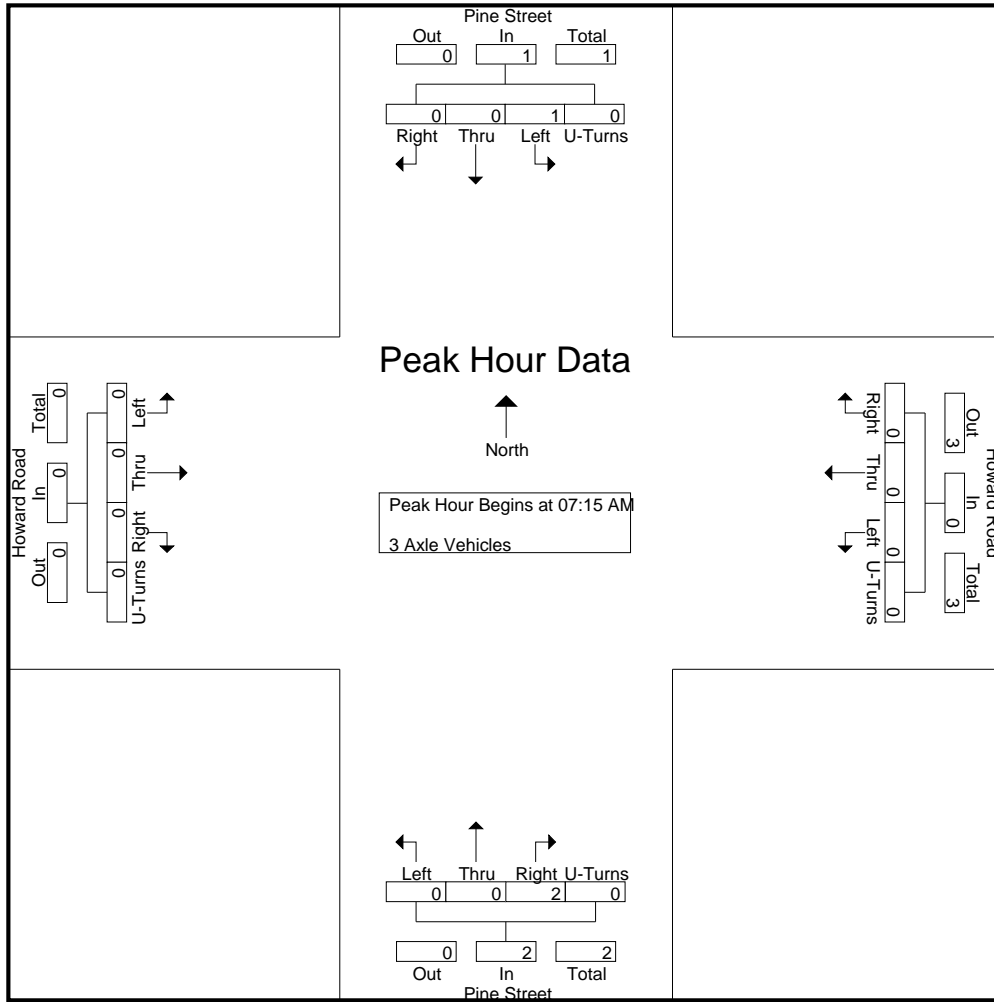 Pine Street
Out In Total
0 1 1
0 0 1 0
Right Thru Left U-Turns
Peak Hour Data
North
Peak Hour Begins at 07:15 AM
3 Axle Vehicles
Howard Road
Total In Out
0 0 0
0 0 0 0
Left Thru Right U-Turns
Howard Road
Out In Total
3 0 3
0 0 0 0
Right Thru Left U-Turns
Left Thru Right U-Turns
0 0 2 0
0 2 2
Out In Total
Pine Street